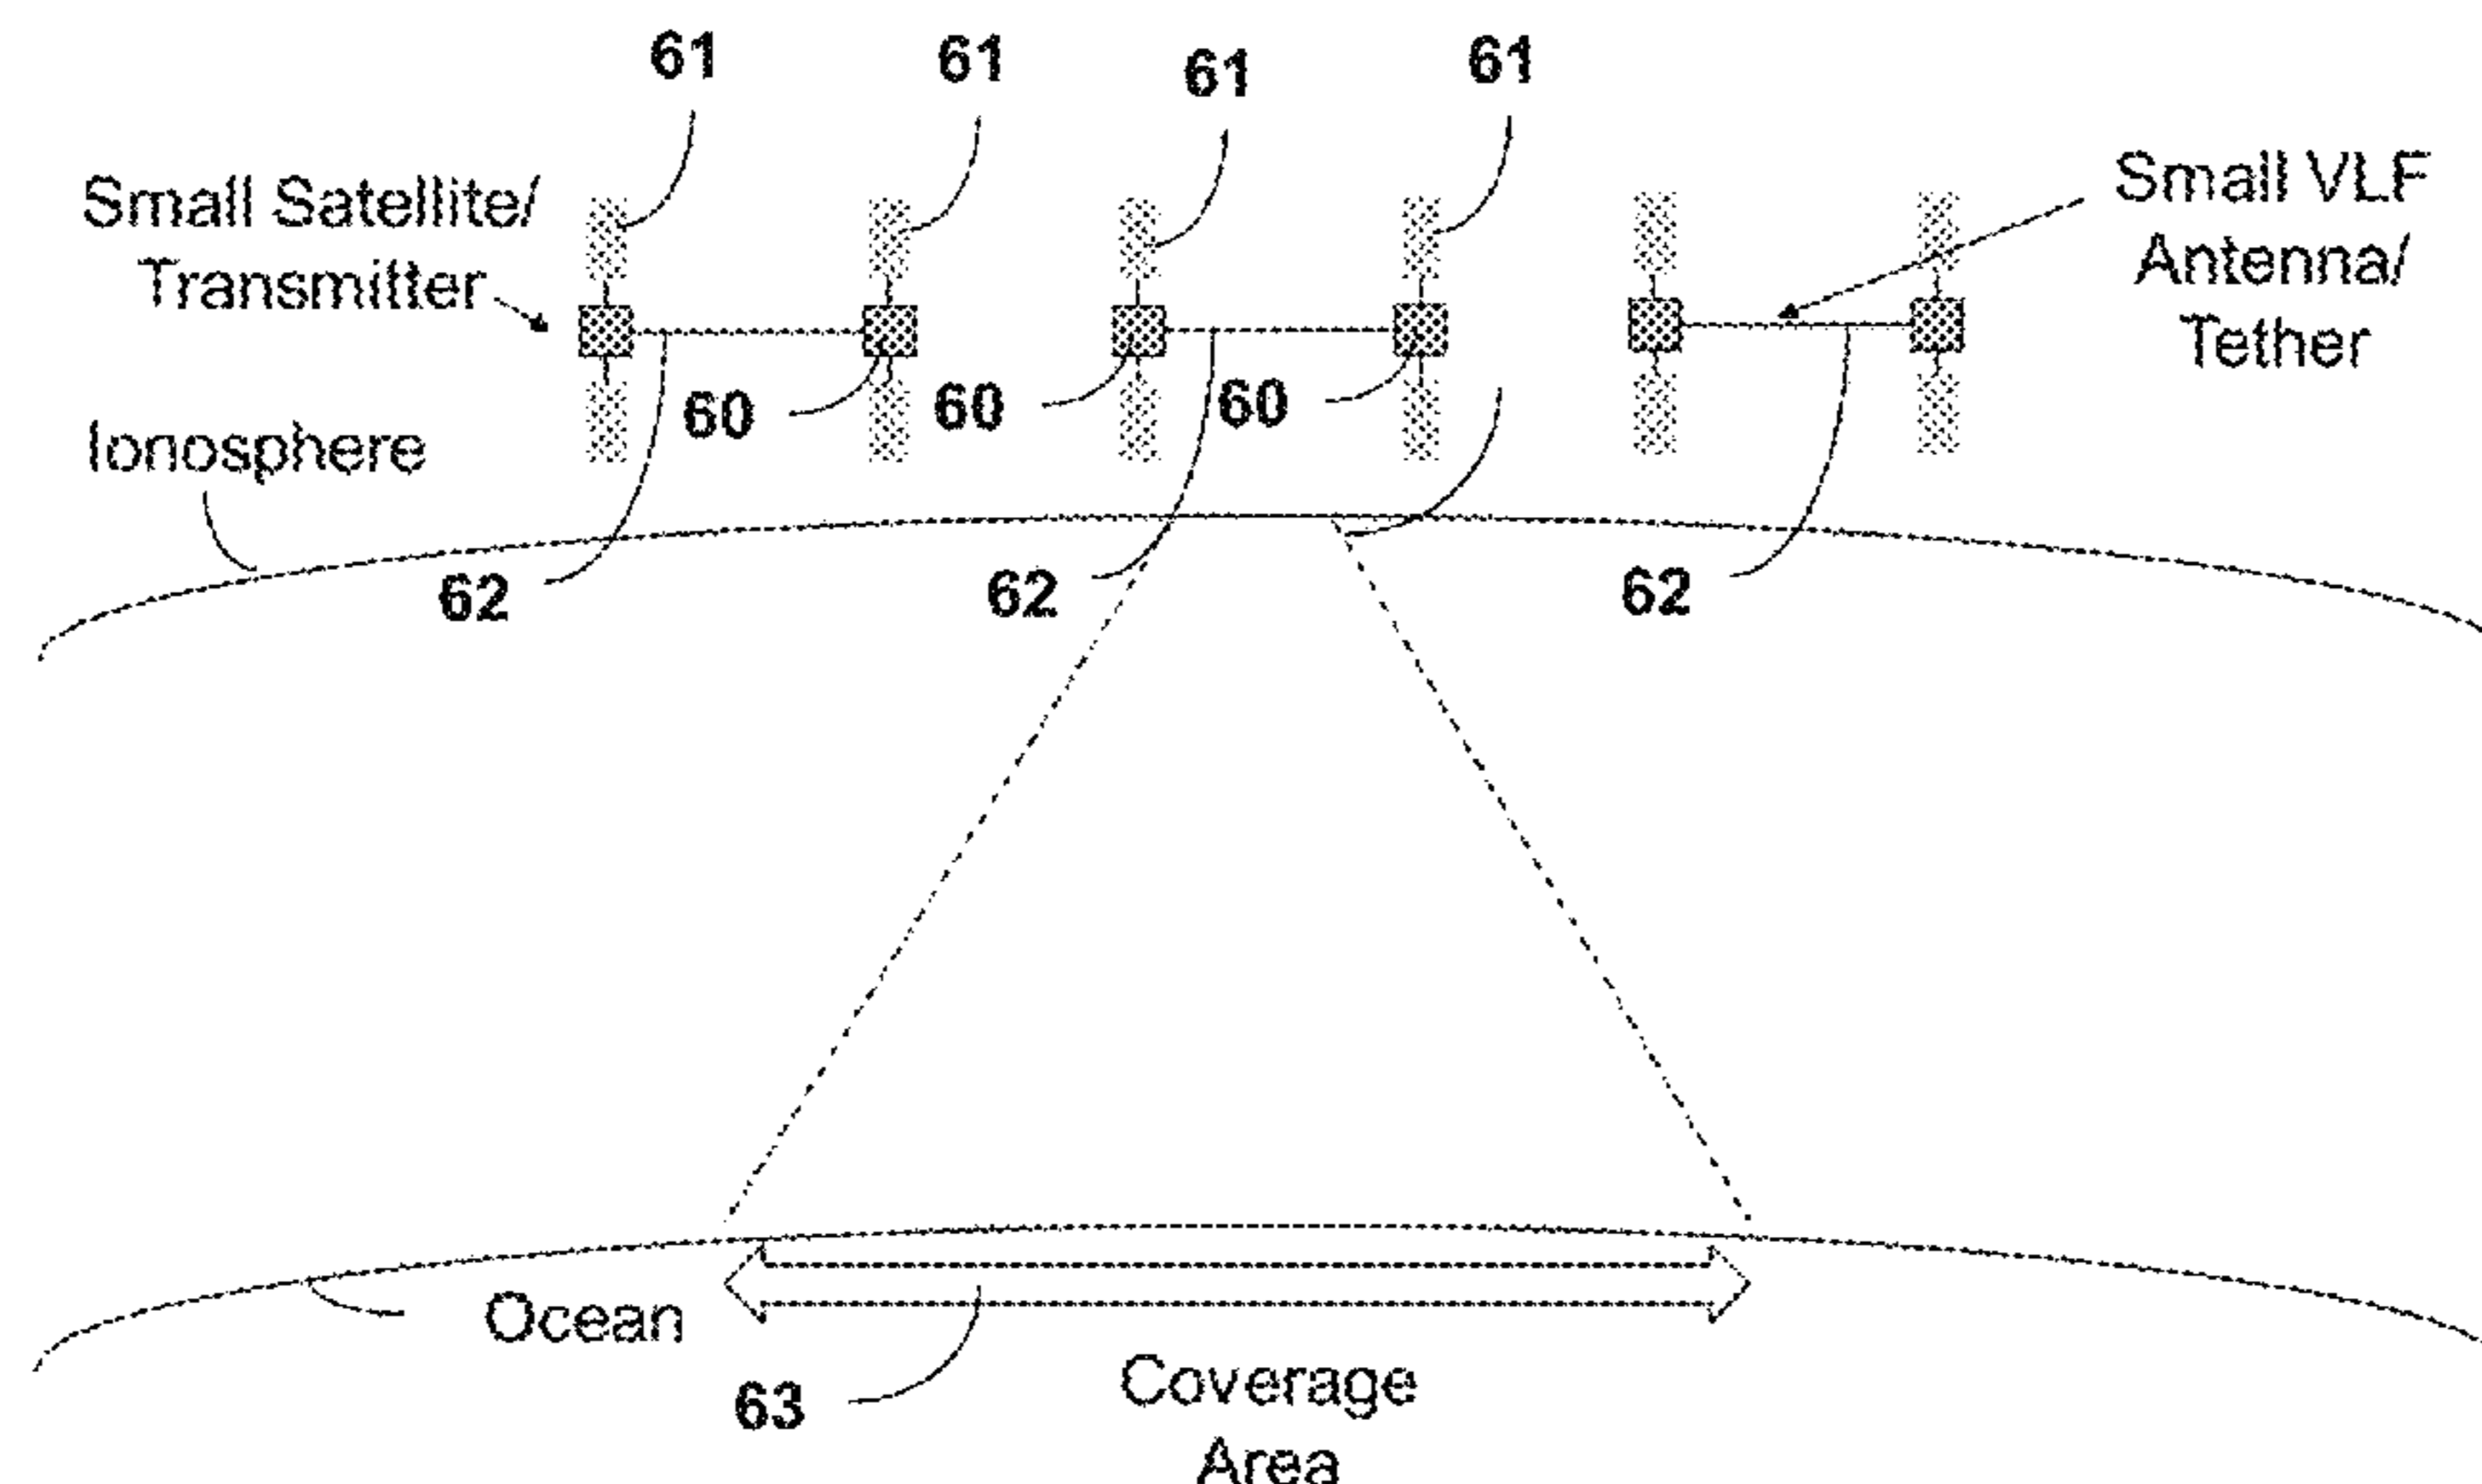 61 61 61 61
Small Satellite/
Transmitter
Small VLF
Antenna/
Tether
60 60 60
Ionosphere
62 62 62
Ocean
63
Coverage
Area